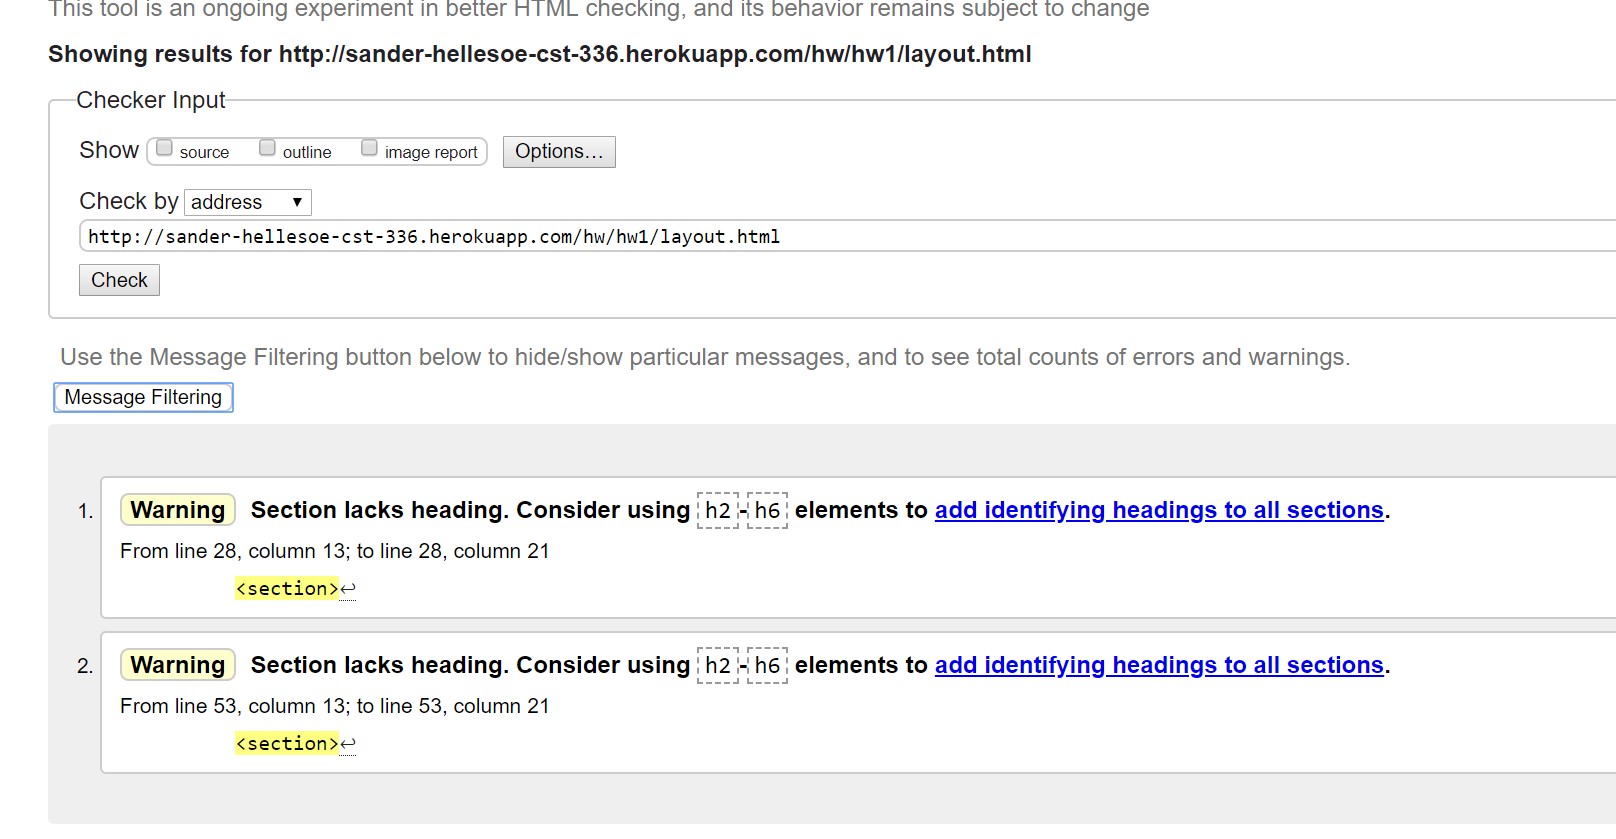 This tool is an ongoing experiment in better HTML checking, and its behavior remains subject to change
Showing results for http://sander-hellesoe-cst-336.herokuapp.com/hw/hw1/layout.html
Checker Input
Show source outline image report Options...
Check by address ▼
http://sander-hellesoe-cst-336.herokuapp.com/hw/hw1/layout.html
Check
Use the Message Filtering button below to hide/show particular messages, and to see total counts of errors and warnings.
Message Filtering
1. Warning Section lacks heading. Consider using h2-h6 elements to add identifying headings to all sections.
From line 28, column 13; to line 28, column 21
<section>↩
2. Warning Section lacks heading. Consider using h2-h6 elements to add identifying headings to all sections.
From line 53, column 13; to line 53, column 21
<section>↩